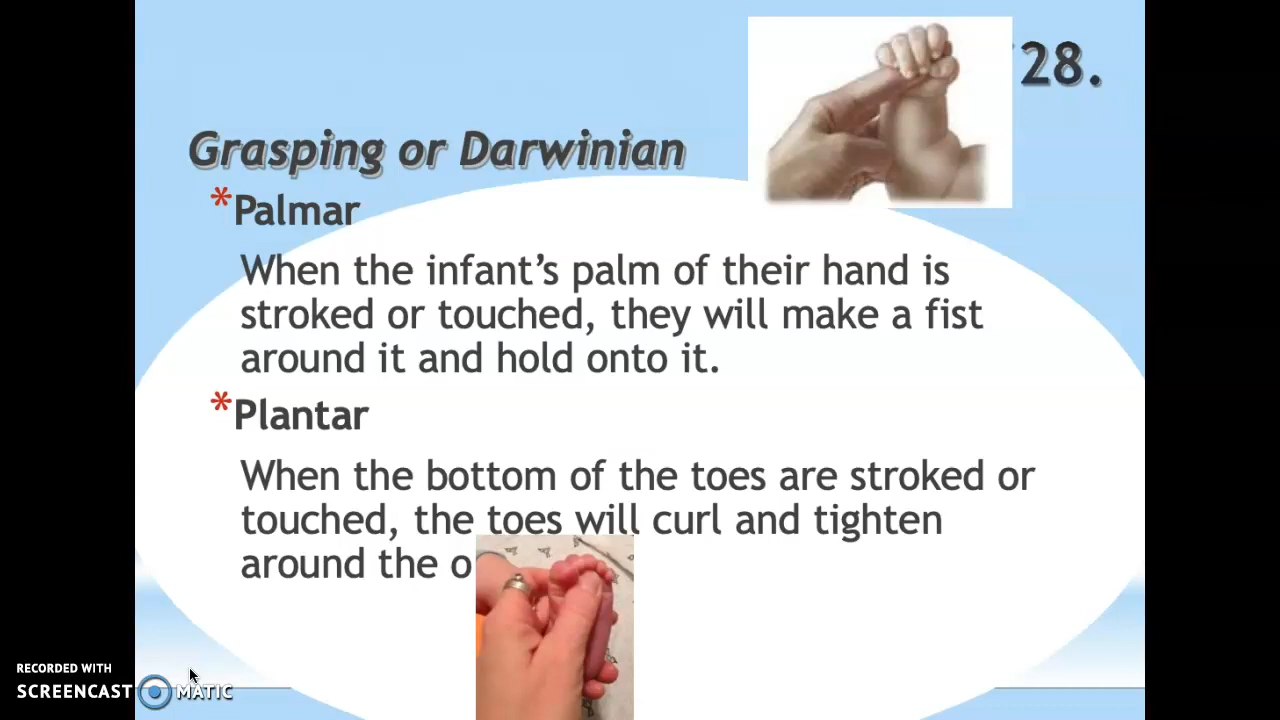 28.
Grasping or Darwinian
*Palmar
When the infant’s palm of their hand is
stroked or touched, they will make a fist
around it and hold onto it.
*Plantar
When the bottom of the toes are stroked or
touched, the toes will curl and tighten
around the o
RECORDED WITH
SCREENCAST MATIC